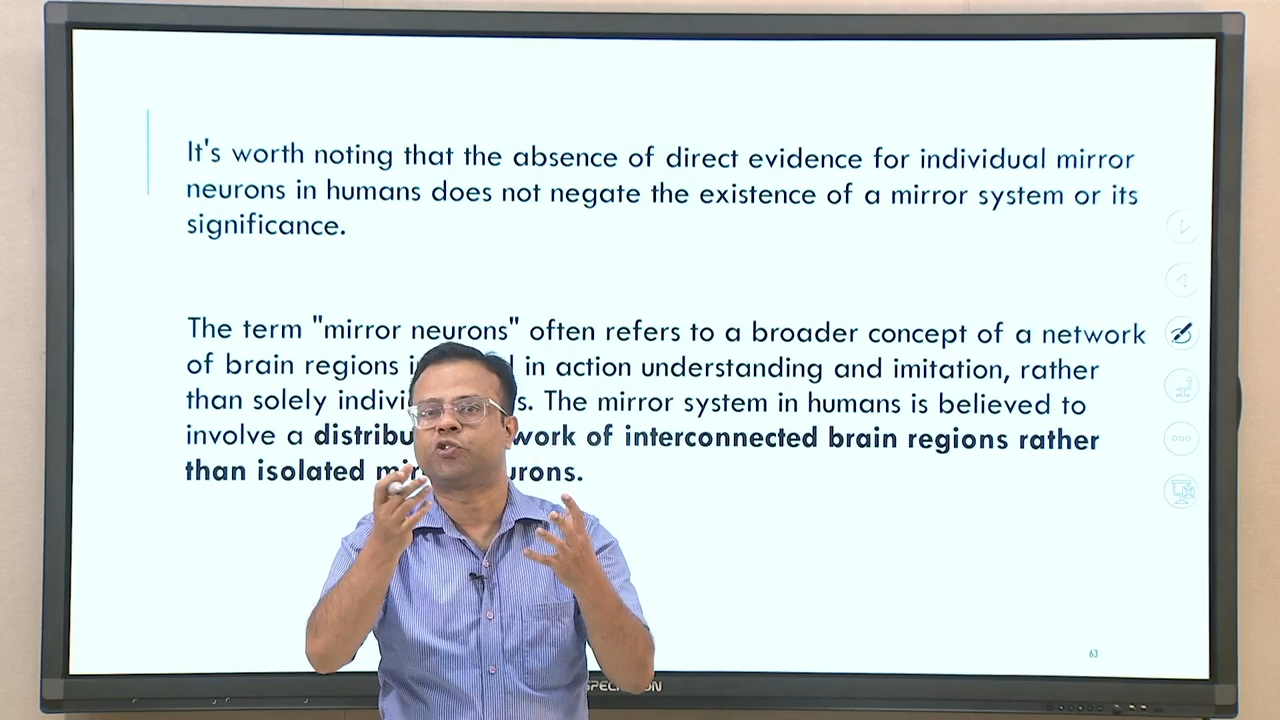 It's worth noting that the absence of direct evidence for individual mirror
neurons in humans does not negate the existence of a mirror system or its
significance.
The term "mirror neurons" often refers to a broader concept of a network
of brain regions in action understanding and imitation, rather
than solely The mirror system in humans is believed to
involve a of interconnected brain regions rather
than isolated
63